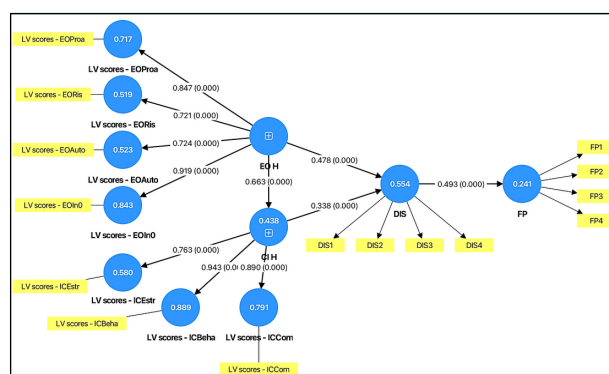 LV scores - EOProa
0.717
LV scores - EOProa
0.847 (0.000)
LV scores - EORis
0.519
LV scores - EORis
0.721 (0.000)
LV scores - EOAuto
0.523
LV scores - EOAuto
0.724 (0.000)
EO H
LV scores - EOIn0
0.843
LV scores - EOIn0
0.919 (0.000)
0.663 (0.000)
0.478 (0.000)
0.554
DIS
0.493 (0.000)
0.241
FP
FP1
FP2
FP3
FP4
0.438
CI H
0.338 (0.000)
DIS1
DIS2
DIS3
DIS4
0.763 (0.000)
LV scores - ICEstr
0.580
LV scores - ICEstr
0.943 (0.0
0.890 (0.000)
LV scores - ICBeha
0.889
LV scores - ICBeha
0.791
LV scores - ICCom
LV scores - ICCom